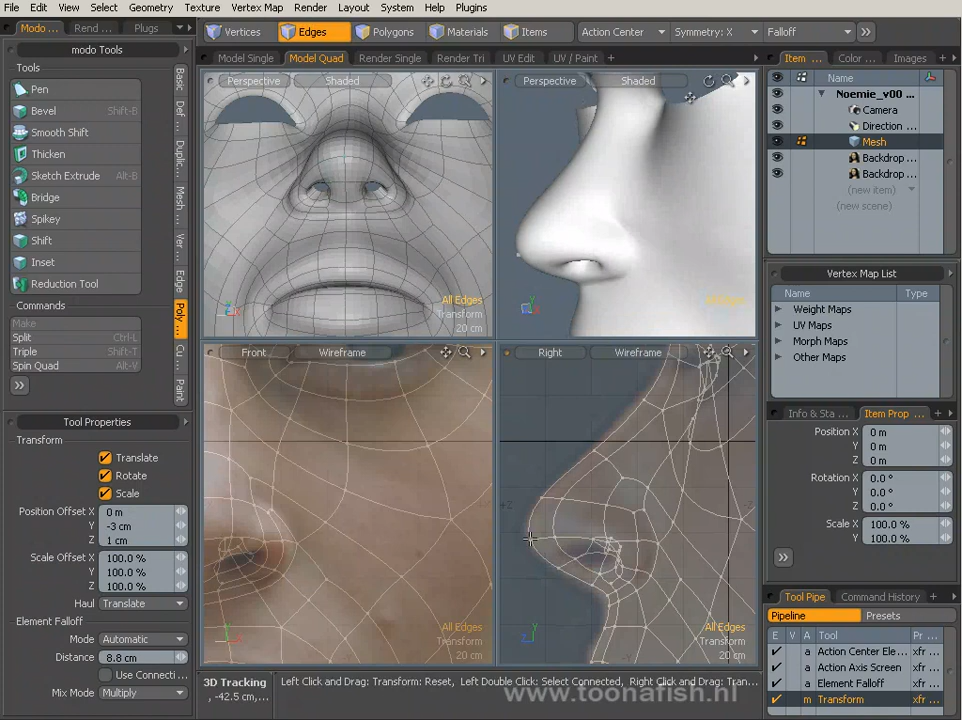 File Edit View Select Geometry Texture Vertex Map Render Layout System Help Plugins
Modo ... Rend ... Plugs
Vertices Edges Polygons Materials Items Action Center Symmetry: X Falloff
modo Tools
Model Single Model Quad Render Single Render Tri UV Edit UV / Paint +
Item ... Color ... Images
Tools
Pen
Bevel Shift-B
Smooth Shift
Thicken
Sketch Extrude Alt-B
Bridge
Spikey
Shift
Inset
Reduction Tool
Commands
Make
Split Ctrl-L
Triple Shift-T
Spin Quad Alt-V
Basic
Def ...
Duplic...
Mesh ...
Ver ...
Edge
Poly ...
Cu ...
Paint
Perspective Shaded
All Edges
Transform
20 cm
Perspective Shaded
All Edges
Transform
20 cm
Front Wireframe
All Edges
Transform
20 cm
Right Wireframe
+Z
-Z
All Edges
Transform
20 cm
Name
Noemie_v00 ...
Camera
Direction ...
Mesh
Backdrop ...
Backdrop ...
(new item)
(new scene)
Vertex Map List
Name Type
Weight Maps
UV Maps
Morph Maps
Other Maps
Info & Sta ... Item Prop ... +
Position X 0 m
Y 0 m
Z 0 m
Rotation X 0.0 °
Y 0.0 °
Z 0.0 °
Scale X 100.0 %
Y 100.0 %
Tool Pipe Command History +
Pipeline Presets
E V A Tool Pr ...
a Action Center Ele... xfr ...
a Action Axis Screen xfr ...
a Element Falloff xfr ...
m Transform xfr ...
Tool Properties
Transform
Translate
Rotate
Scale
Position Offset X 0 m
Y -3 cm
Z 1 cm
Scale Offset X 100.0 %
Y 100.0 %
Z 100.0 %
Haul Translate
Element Falloff
Mode Automatic
Distance 8.8 cm
Use Connecti ...
Mix Mode Multiply
3D Tracking
-42.5 cm,...
Left Click and Drag: Transform: Reset, Left Double Click: Select Connected, Right Click and Drag: Tran...
www.toonafish.nl